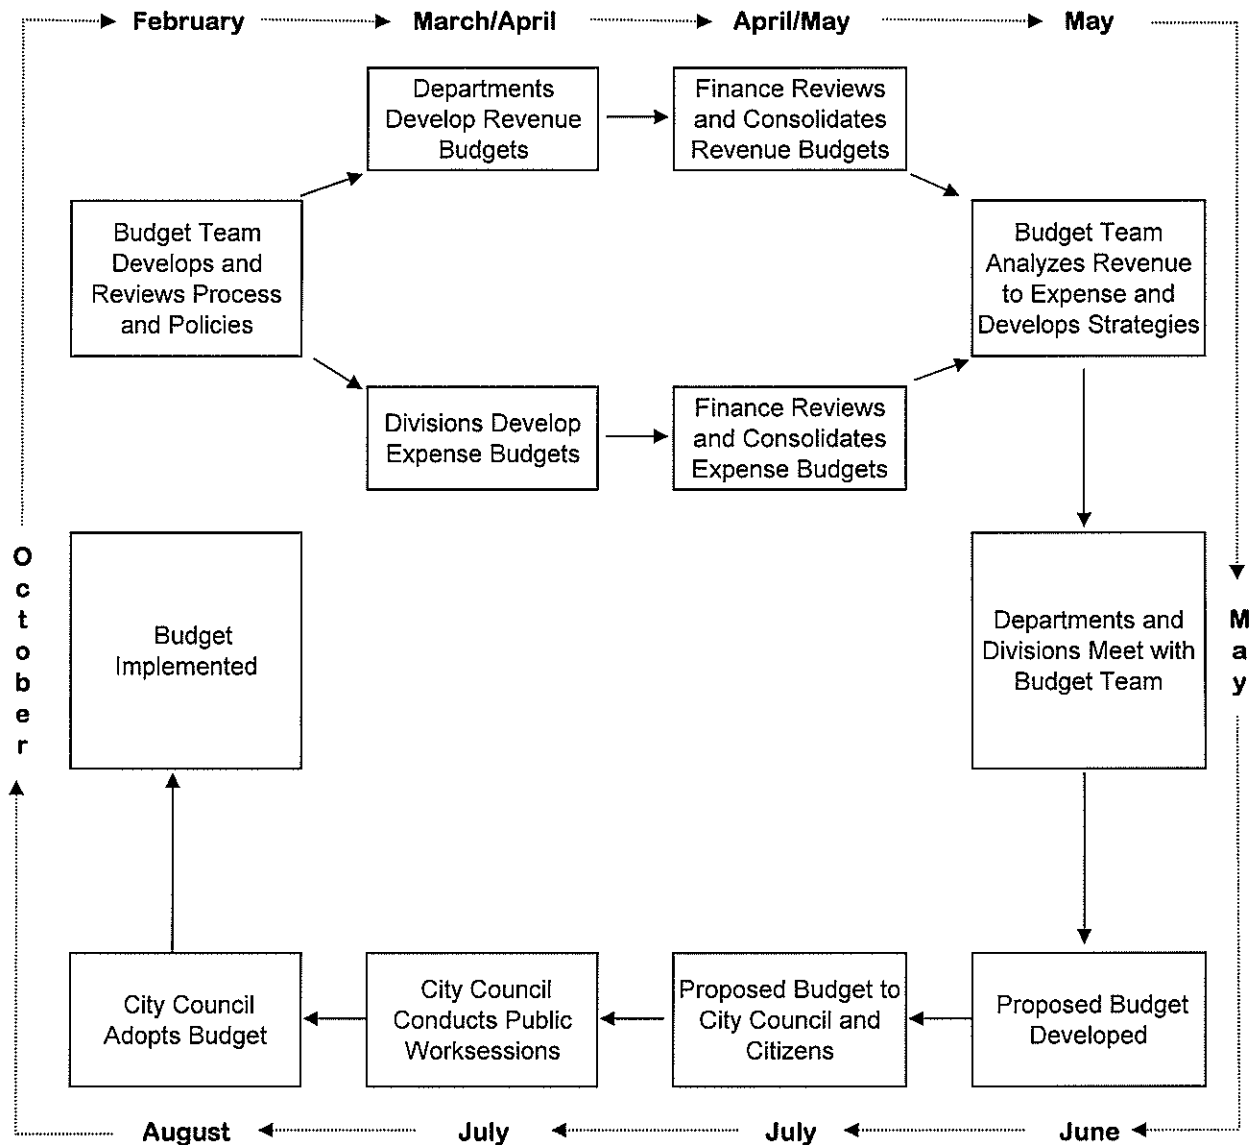 February
March/April
April/May
May
Departments
Develop Revenue
Budgets
Finance Reviews
and Consolidates
Revenue Budgets
Budget Team
Develops and
Reviews Process
and Policies
Budget Team
Analyzes Revenue
to Expense and
Develops Strategies
Divisions Develop
Expense Budgets
Finance Reviews
and Consolidates
Expense Budgets
October
Budget
Implemented
Departments and
Divisions Meet with
Budget Team
May
City Council
Adopts Budget
City Council
Conducts Public
Worksessions
Proposed Budget to
City Council and
Citizens
Proposed Budget
Developed
August
July
July
June